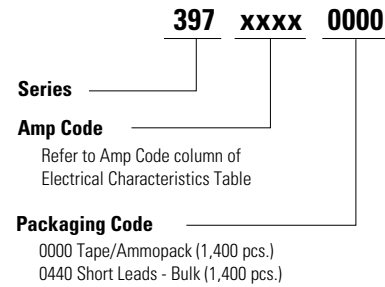 397 xxxx 0000
Series
Amp Code
Refer to Amp Code column of
Electrical Characteristics Table
Packaging Code
0000 Tape/Ammopack (1,400 pcs.)
0440 Short Leads - Bulk (1,400 pcs.)